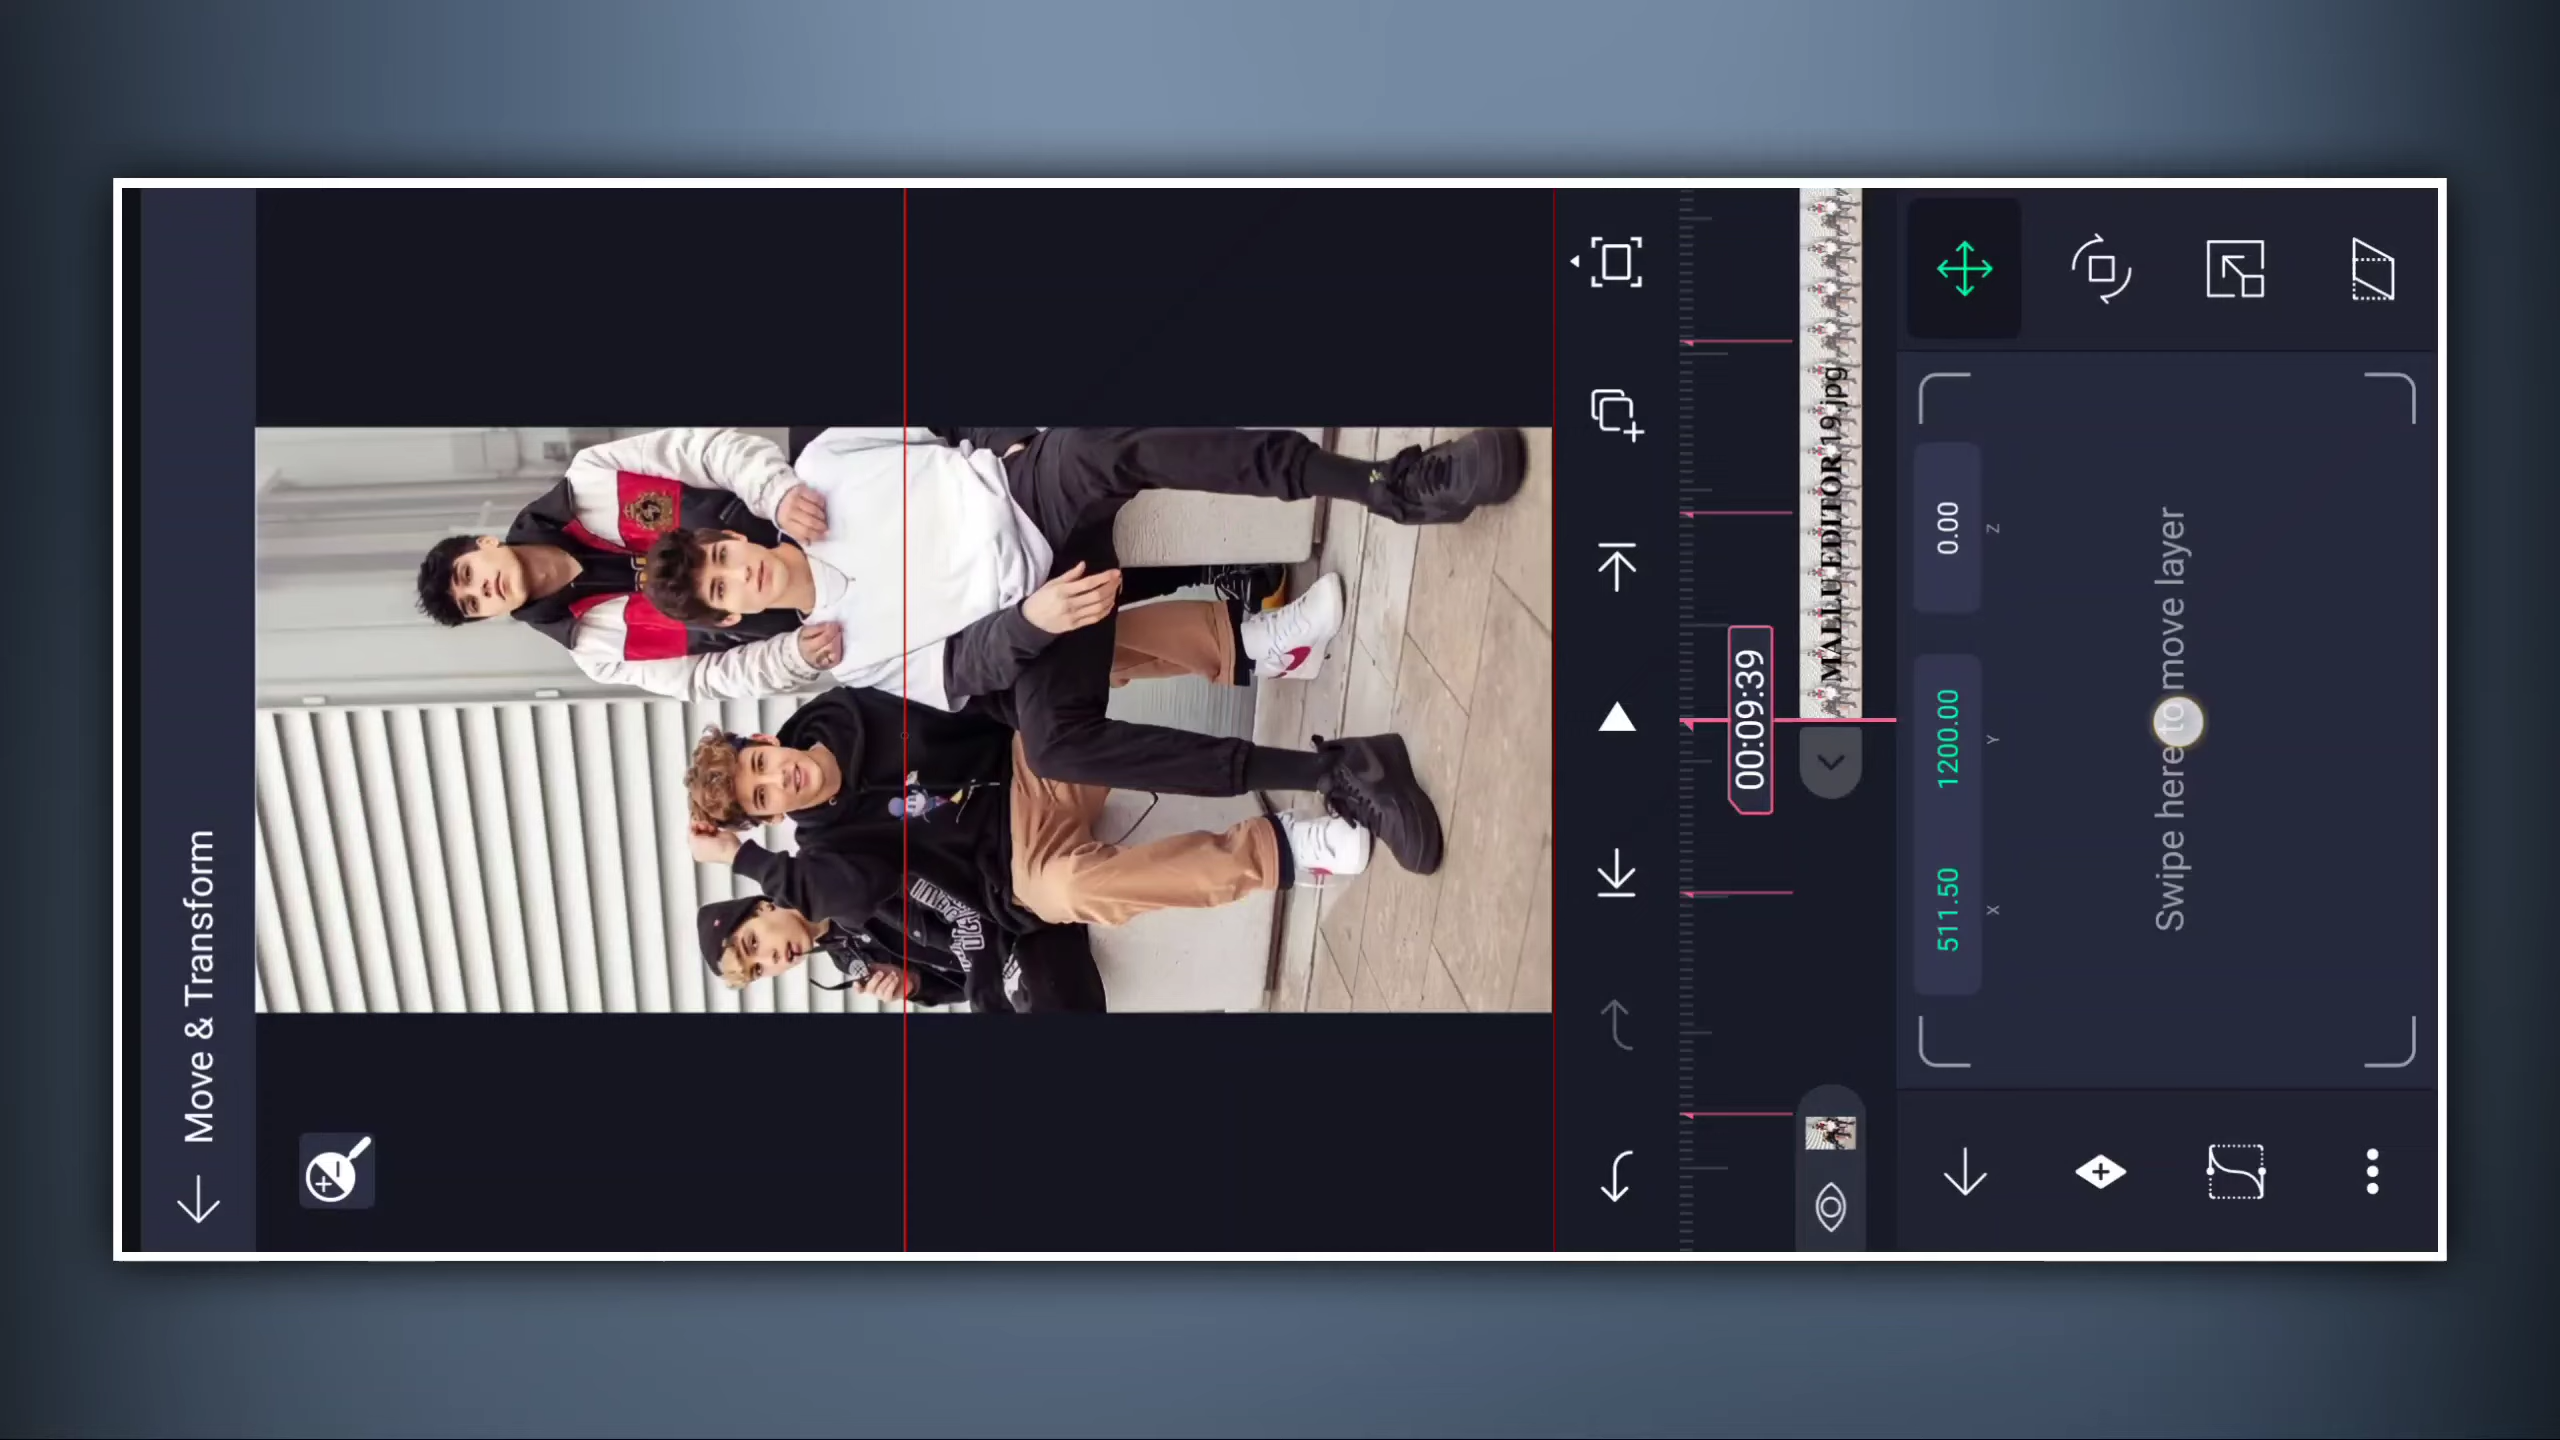 Move & Transform
00:09:39
MALLU EDITOR 19.jpg
511.50 1200.00 0.00
X Y Z
Swipe here to move layer